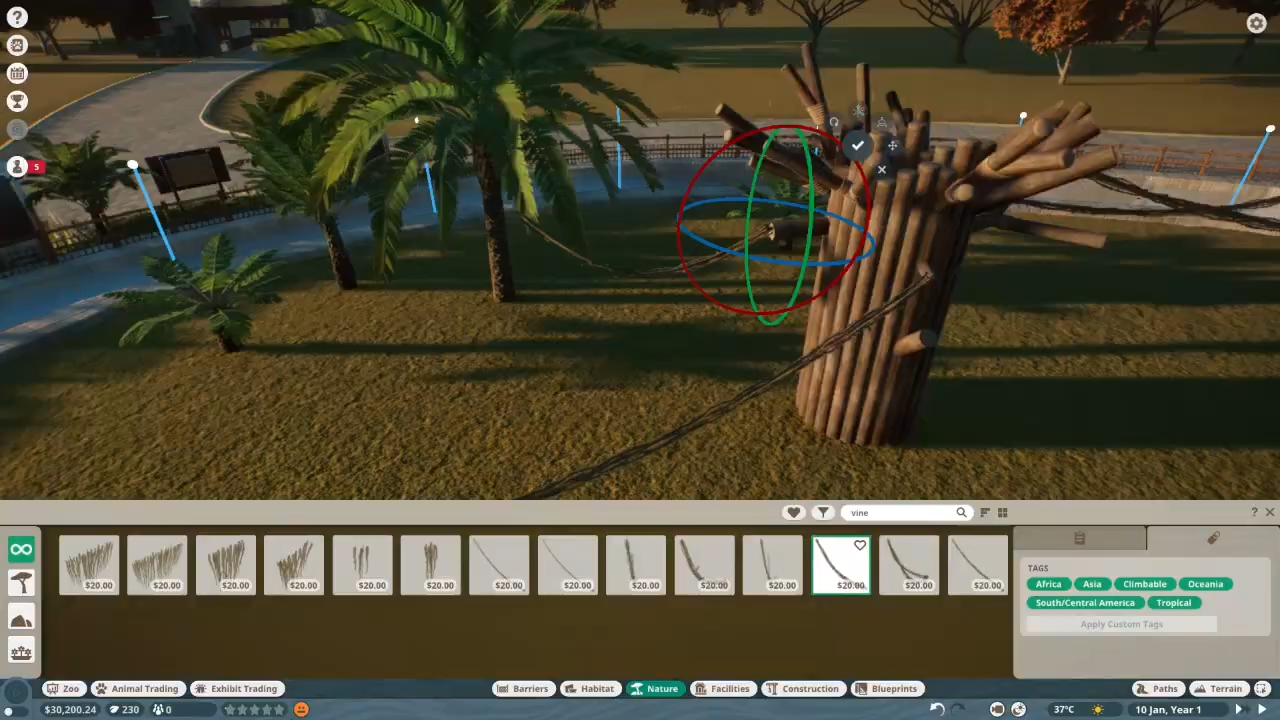 5
vine
$20.00 $20.00 $20.00 $20.00 $20.00 $20.00 $20.00 $20.00 $20.00 $20.00 $20.00 $20.00 $20.00 $20.00
TAGS
Africa Asia Climbable Oceania
South/Central America Tropical
Apply Custom Tags
Zoo Animal Trading Exhibit Trading Barriers Habitat Nature Facilities Construction Blueprints Paths Terrain
$30,200.24 230 0 37°C 10 Jan, Year 1